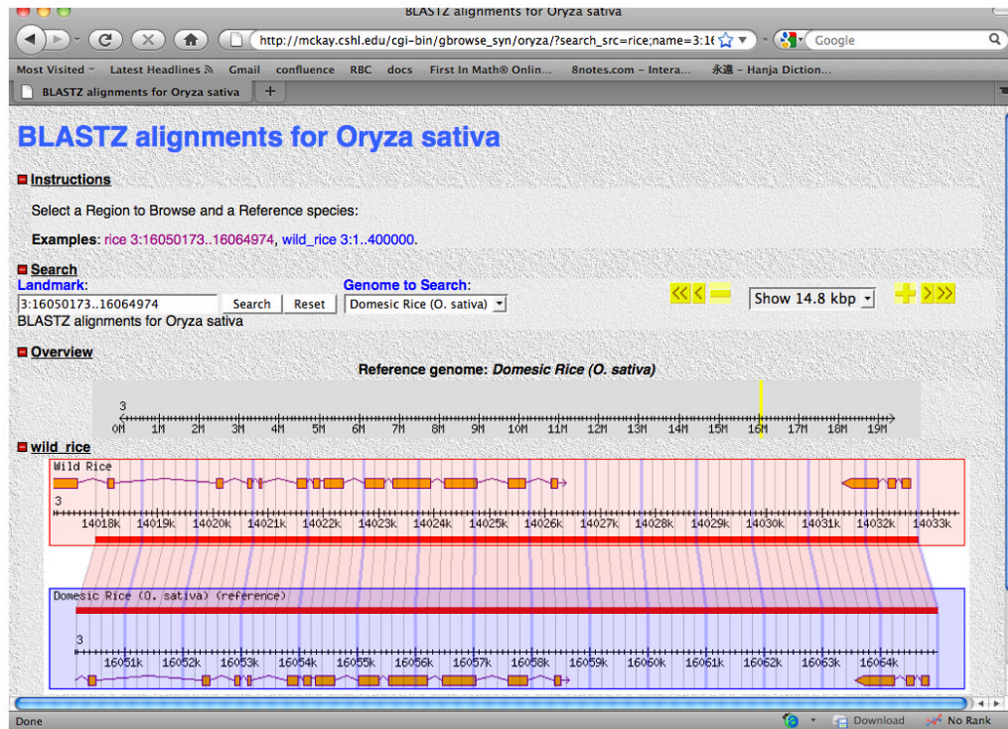 BLASTZ alignments for Oryza sativa
http://mckay.cshl.edu/cgi-bin/gbrowse_syn/oryza/?search_src=rice;name=3:16
Google
Most Visited Latest Headlines Gmail confluence RBC docs First In Math® Onlin... 8notes.com - Intera... 永遠 - Hanja Diction...
BLASTZ alignments for Oryza sativa +
BLASTZ alignments for Oryza sativa
Instructions
Select a Region to Browse and a Reference species:
Examples: rice 3:16050173..16064974, wild_rice 3:1..400000.
Search
Landmark: Genome to Search:
3:16050173..16064974 Search Reset Domesic Rice (O. sativa) << < Show 14.8 kbp > >>
BLASTZ alignments for Oryza sativa
Overview
Reference genome: Domesic Rice (O. sativa)
3
0M 1M 2M 3M 4M 5M 6M 7M 8M 9M 10M 11M 12M 13M 14M 15M 16M 17M 18M 19M
wild_rice
Wild Rice
3
14018k 14019k 14020k 14021k 14022k 14023k 14024k 14025k 14026k 14027k 14028k 14029k 14030k 14031k 14032k 14033k
Domesic Rice (O. sativa) (reference)
3
16051k 16052k 16053k 16054k 16055k 16056k 16057k 16058k 16059k 16060k 16061k 16062k 16063k 16064k
Done Download No Rank